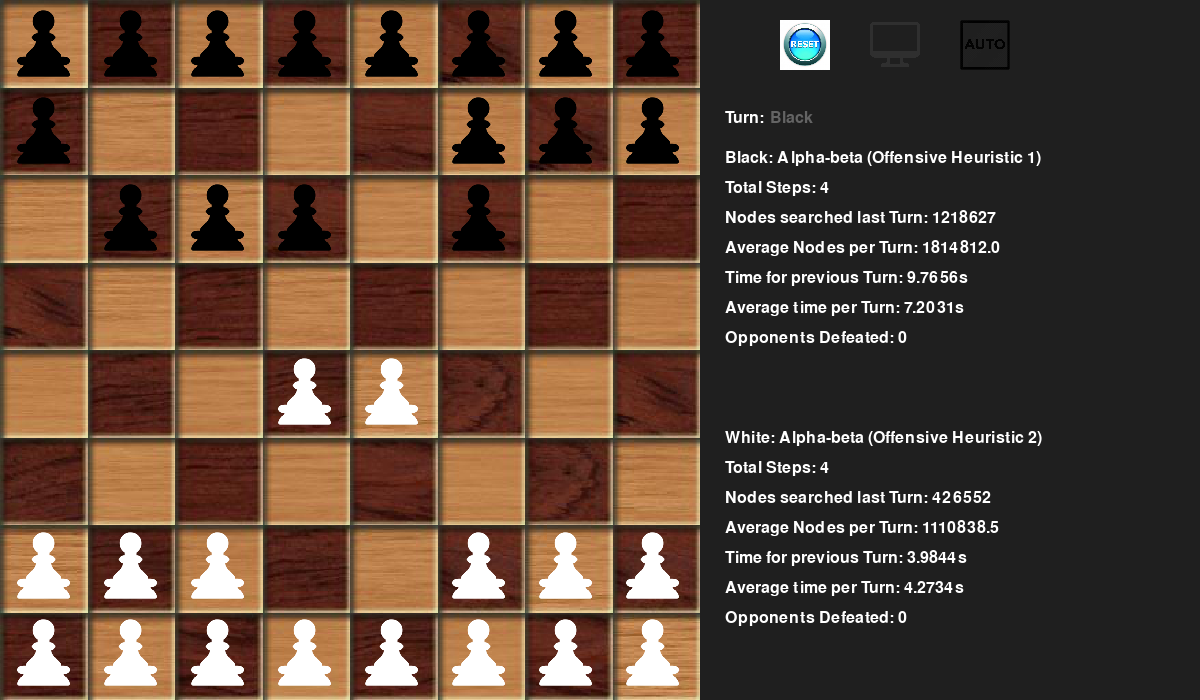 RESET
AUTO
Turn: Black
Black: Alpha-beta (Offensive Heuristic 1)
Total Steps: 4
Nodes searched last Turn: 1218627
Average Nodes per Turn: 1814812.0
Time for previous Turn: 9.7656s
Average time per Turn: 7.2031s
Opponents Defeated: 0
White: Alpha-beta (Offensive Heuristic 2)
Total Steps: 4
Nodes searched last Turn: 426552
Average Nodes per Turn: 1110838.5
Time for previous Turn: 3.9844s
Average time per Turn: 4.2734s
Opponents Defeated: 0